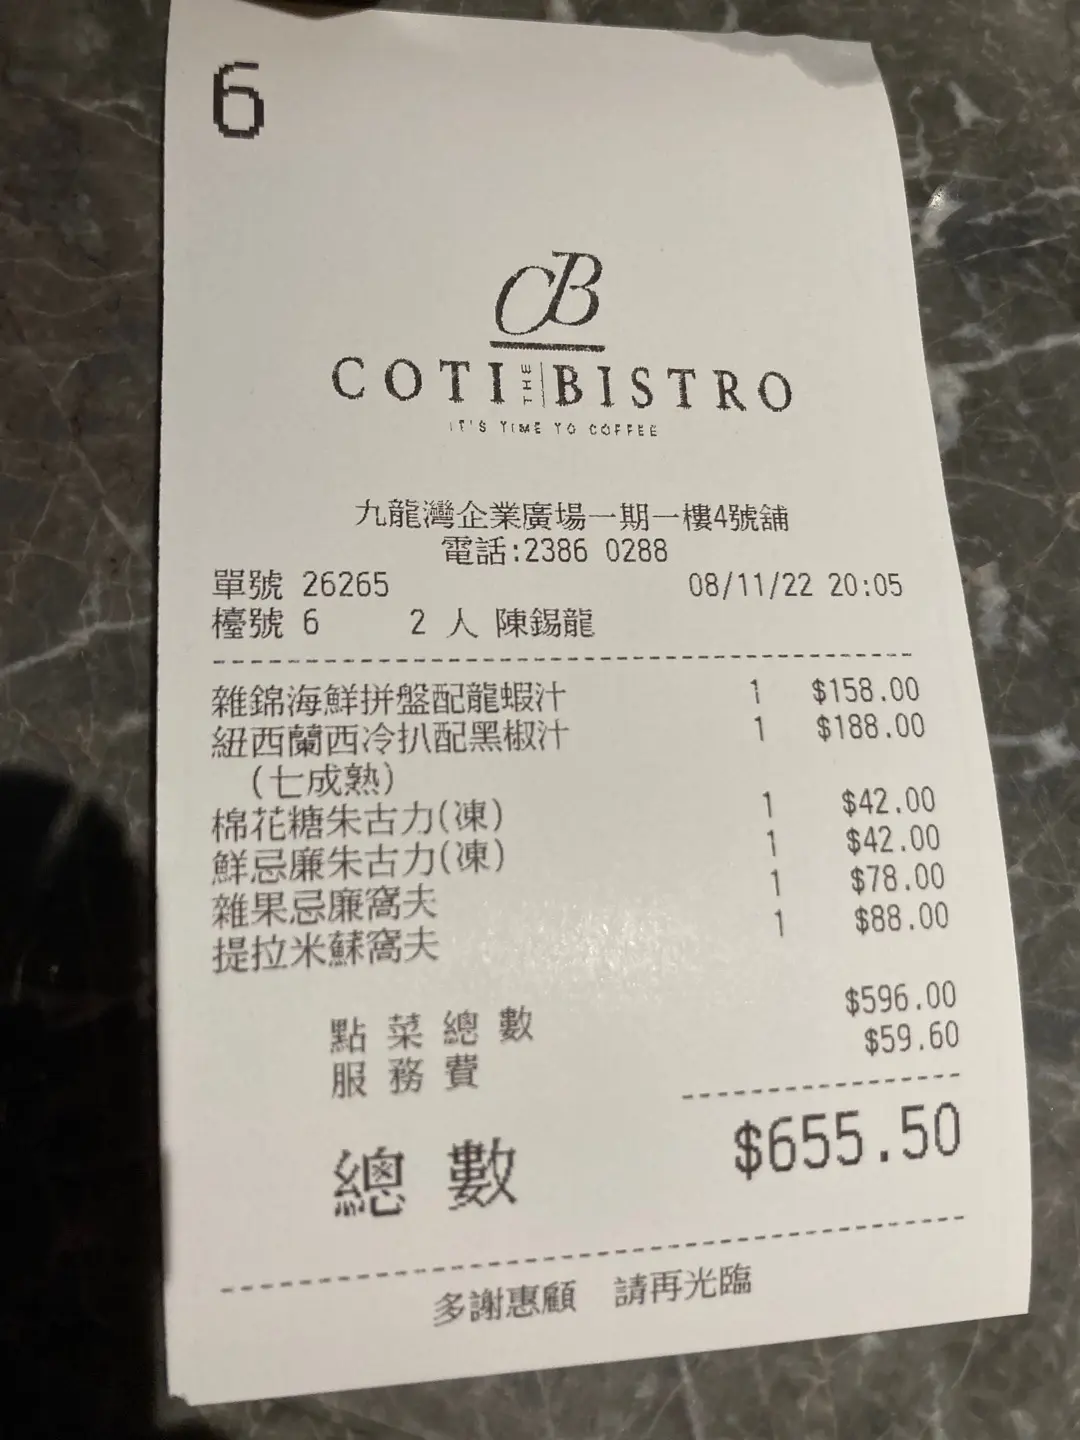 6
CB
COTI THE BISTRO
IT'S TIME TO COFFEE
九龍灣企業廣場一期一樓4號舖
電話:2386 0288
單號 26265 08/11/22 20:05
檯號 6 2 人 陳錫龍
雜錦海鮮拼盤配龍蝦汁 1 $158.00
紐西蘭西冷扒配黑椒汁 1 $188.00
(七成熟)
棉花糖朱古力(凍) 1 $42.00
鮮忌廉朱古力(凍) 1 $42.00
雜果忌廉窩夫 1 $78.00
提拉米蘇窩夫 1 $88.00
點菜總數 $596.00
服務費 $59.60
總數 $655.50
多謝惠顧 請再光臨